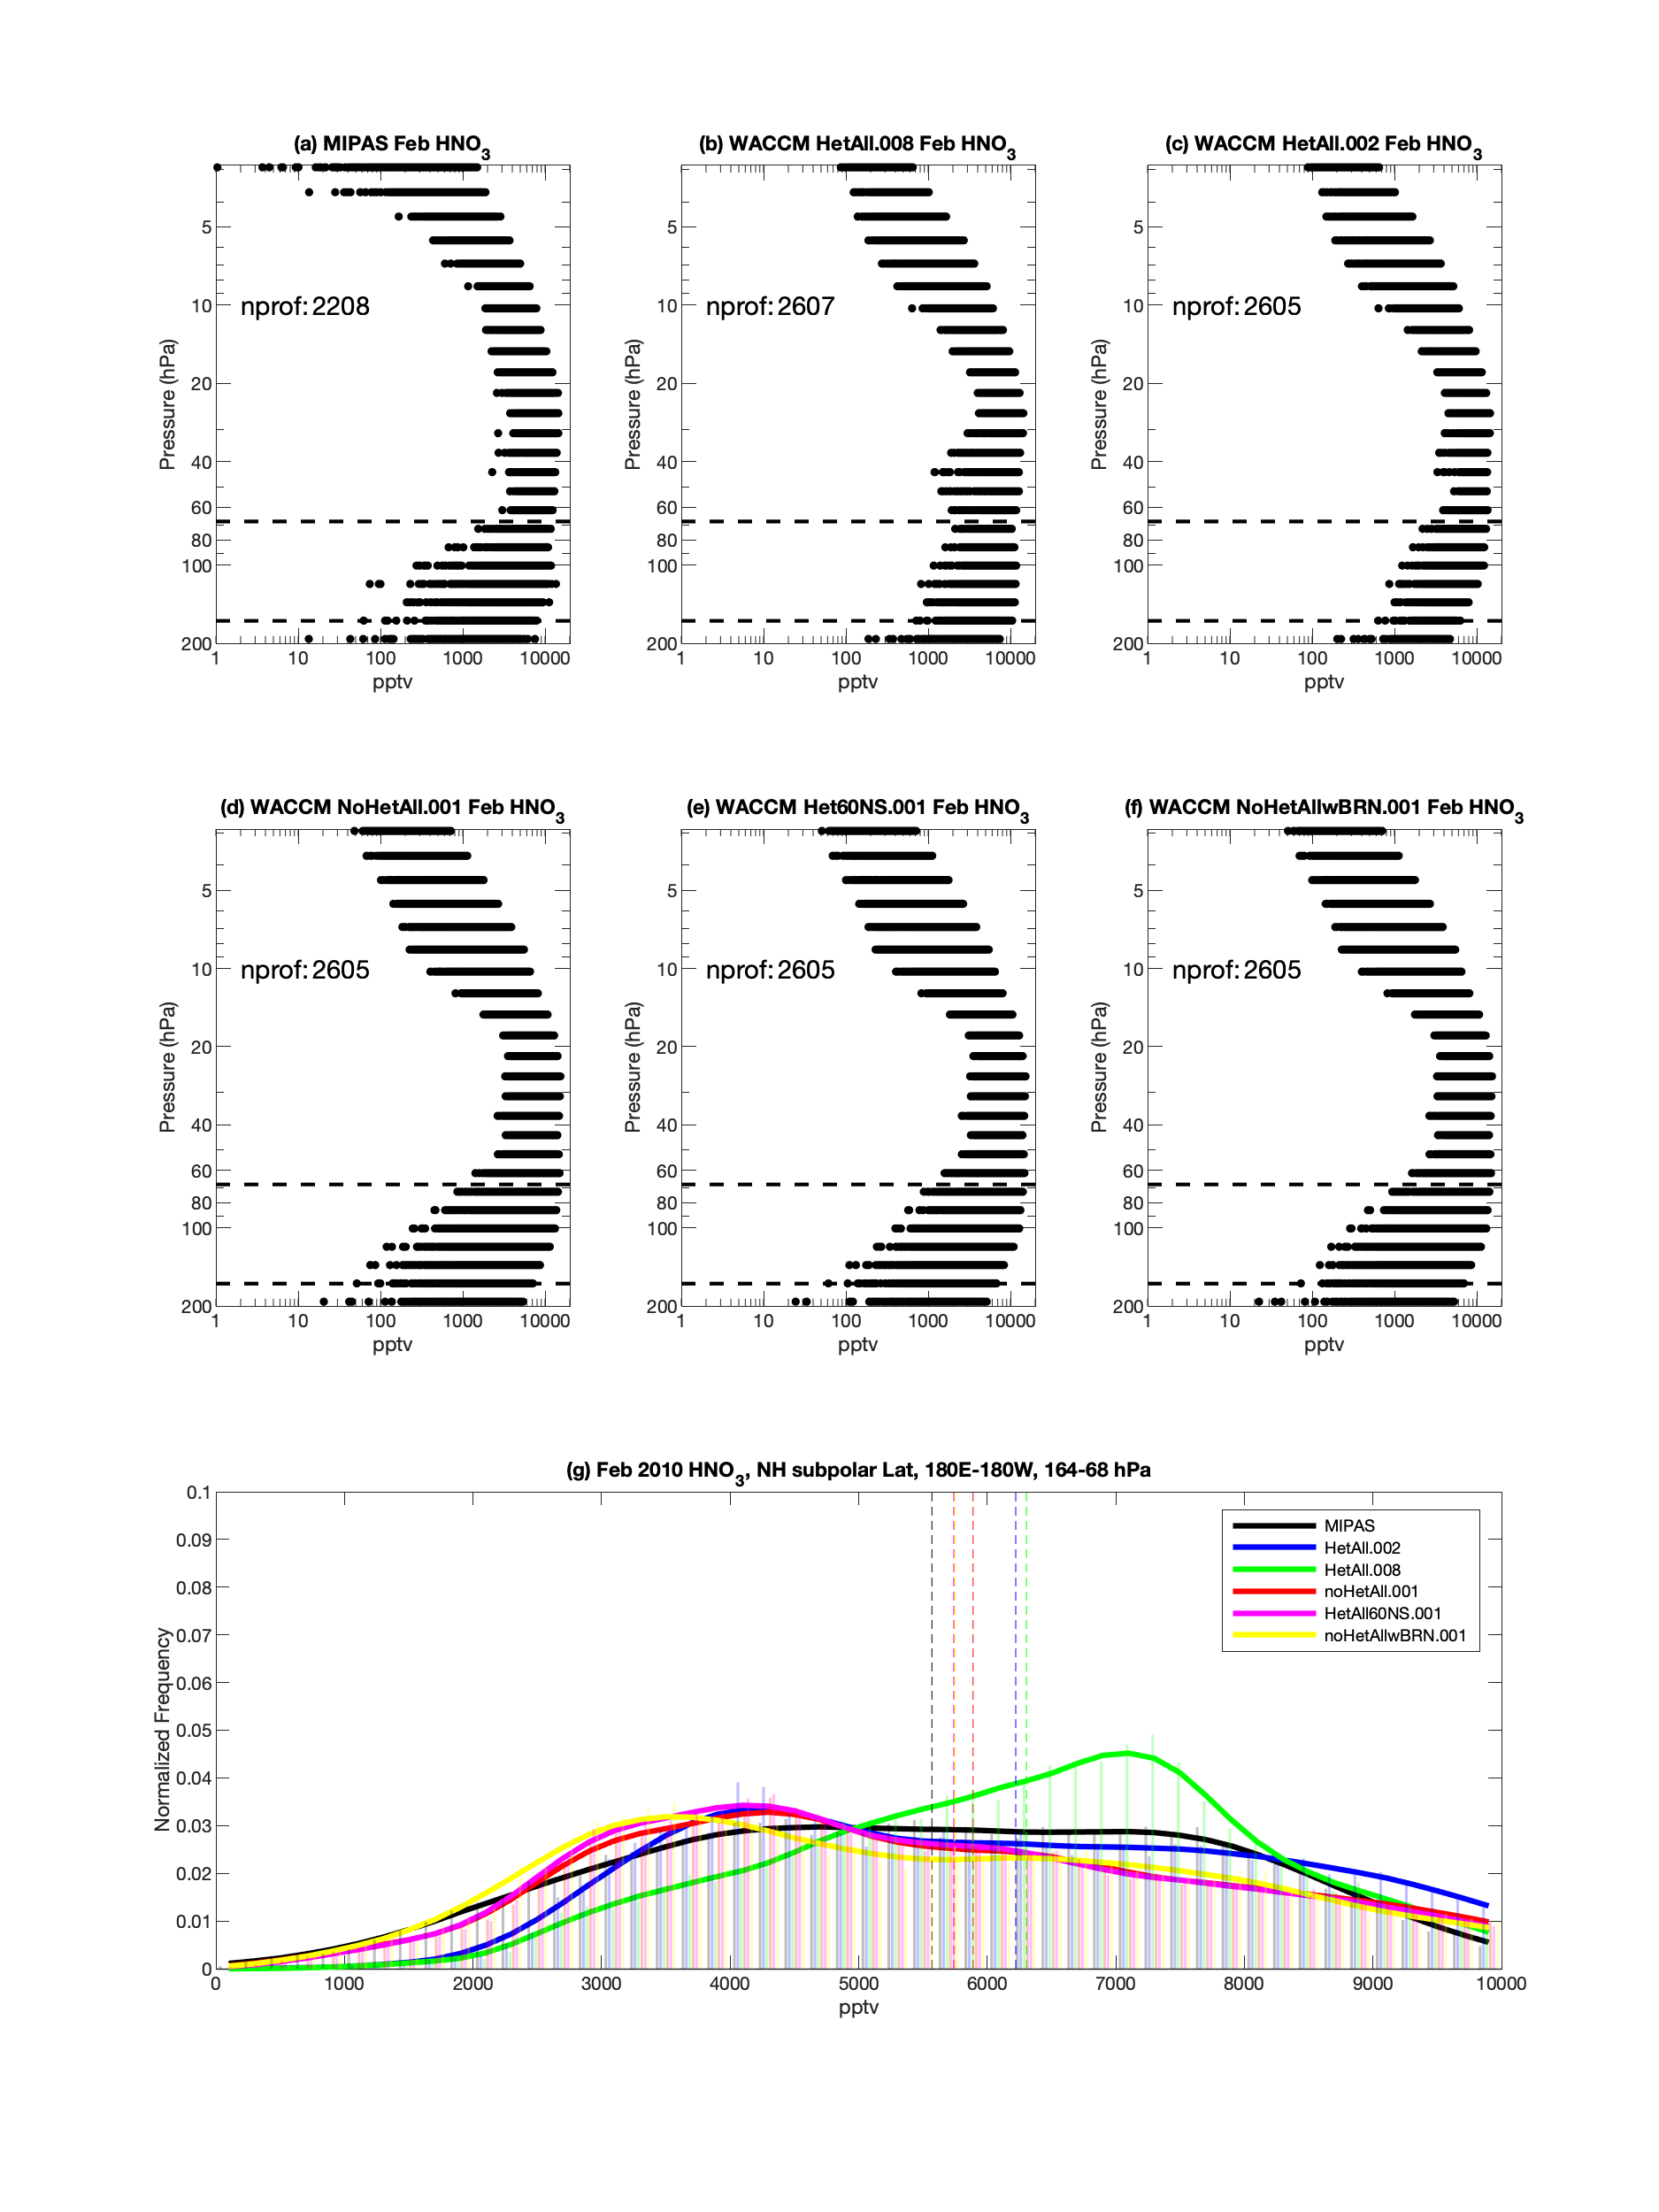 (a) MIPAS Feb HNO3
5
10
20
40
60
80
100
200
Pressure (hPa)
nprof: 2208
1 10 100 1000 10000
pptv
(b) WACCM HetAll.008 Feb HNO3
5
10
20
40
60
80
100
200
Pressure (hPa)
nprof: 2607
1 10 100 1000 10000
pptv
(c) WACCM HetAll.002 Feb HNO3
5
10
20
40
60
80
100
200
Pressure (hPa)
nprof: 2605
1 10 100 1000 10000
pptv
(d) WACCM NoHetAll.001 Feb HNO3
5
10
20
40
60
80
100
200
Pressure (hPa)
nprof: 2605
1 10 100 1000 10000
pptv
(e) WACCM Het60NS.001 Feb HNO3
5
10
20
40
60
80
100
200
Pressure (hPa)
nprof: 2605
1 10 100 1000 10000
pptv
(f) WACCM NoHetAllwBRN.001 Feb HNO3
5
10
20
40
60
80
100
200
Pressure (hPa)
nprof: 2605
1 10 100 1000 10000
pptv
(g) Feb 2010 HNO3, NH subpolar Lat, 180E-180W, 164-68 hPa
0.1
0.09
0.08
0.07
0.06
0.05
0.04
0.03
0.02
0.01
0
Normalized Frequency
MIPAS
HetAll.002
HetAll.008
noHetAll.001
HetAll60NS.001
noHetAllwBRN.001
0 1000 2000 3000 4000 5000 6000 7000 8000 9000 10000
pptv